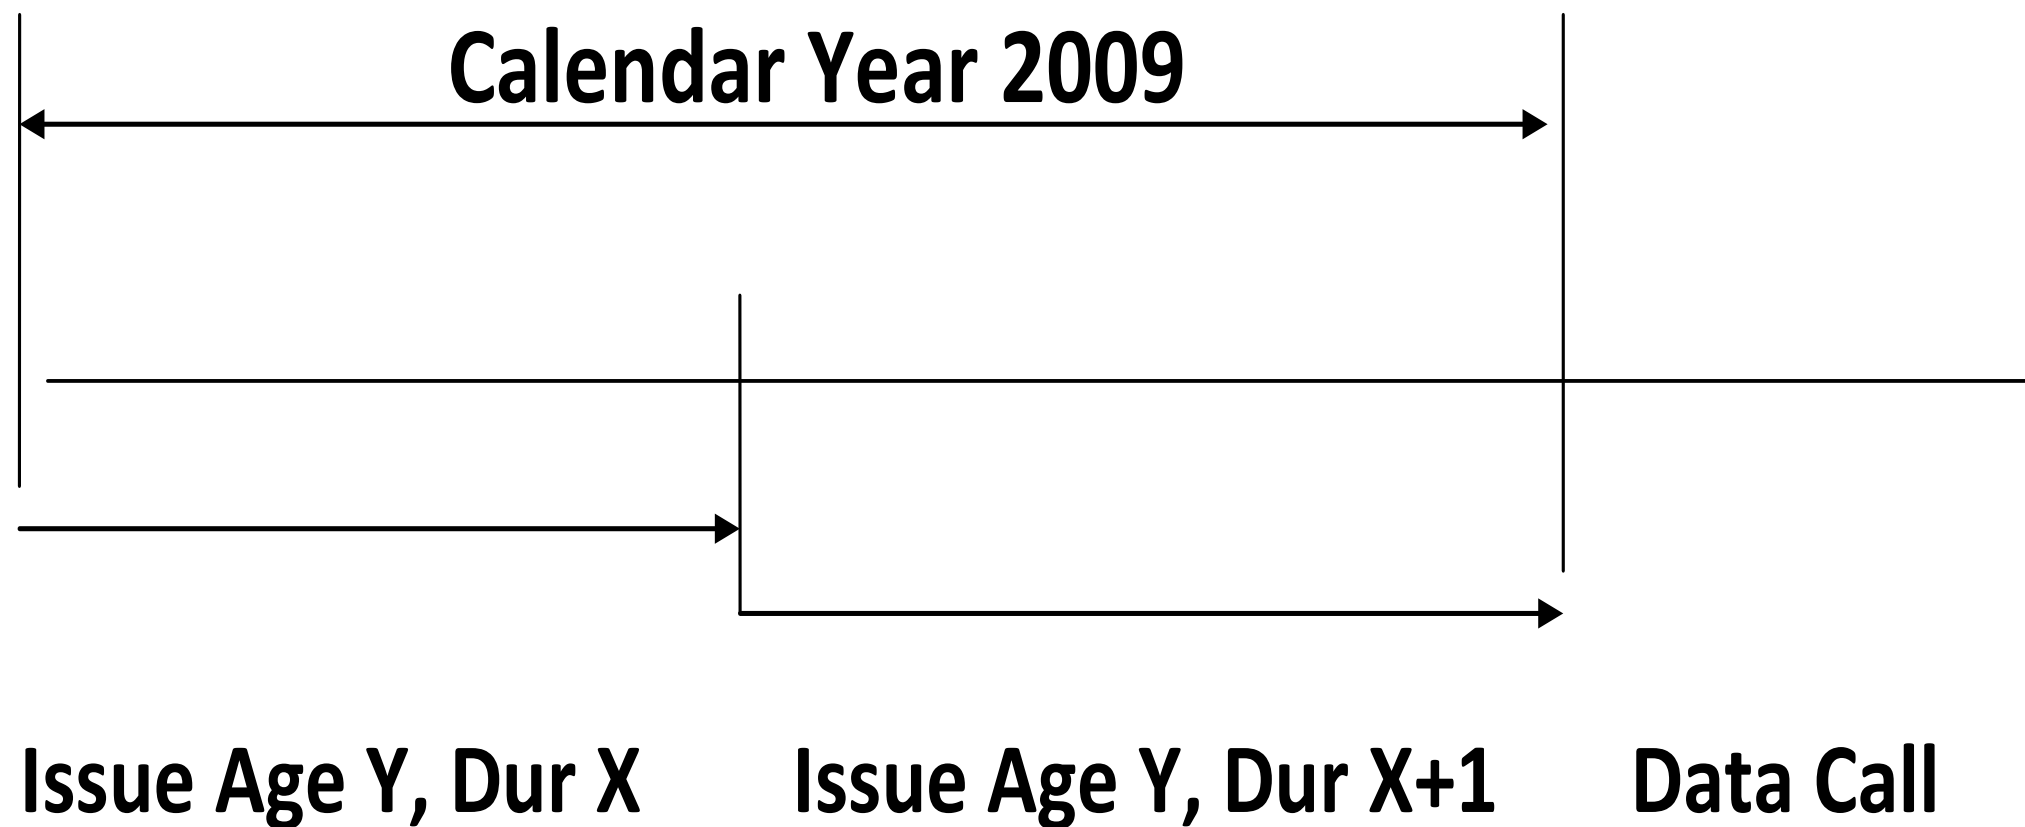 Calendar Year 2009
Issue Age Y, Dur X Issue Age Y, Dur X+1 Data Call